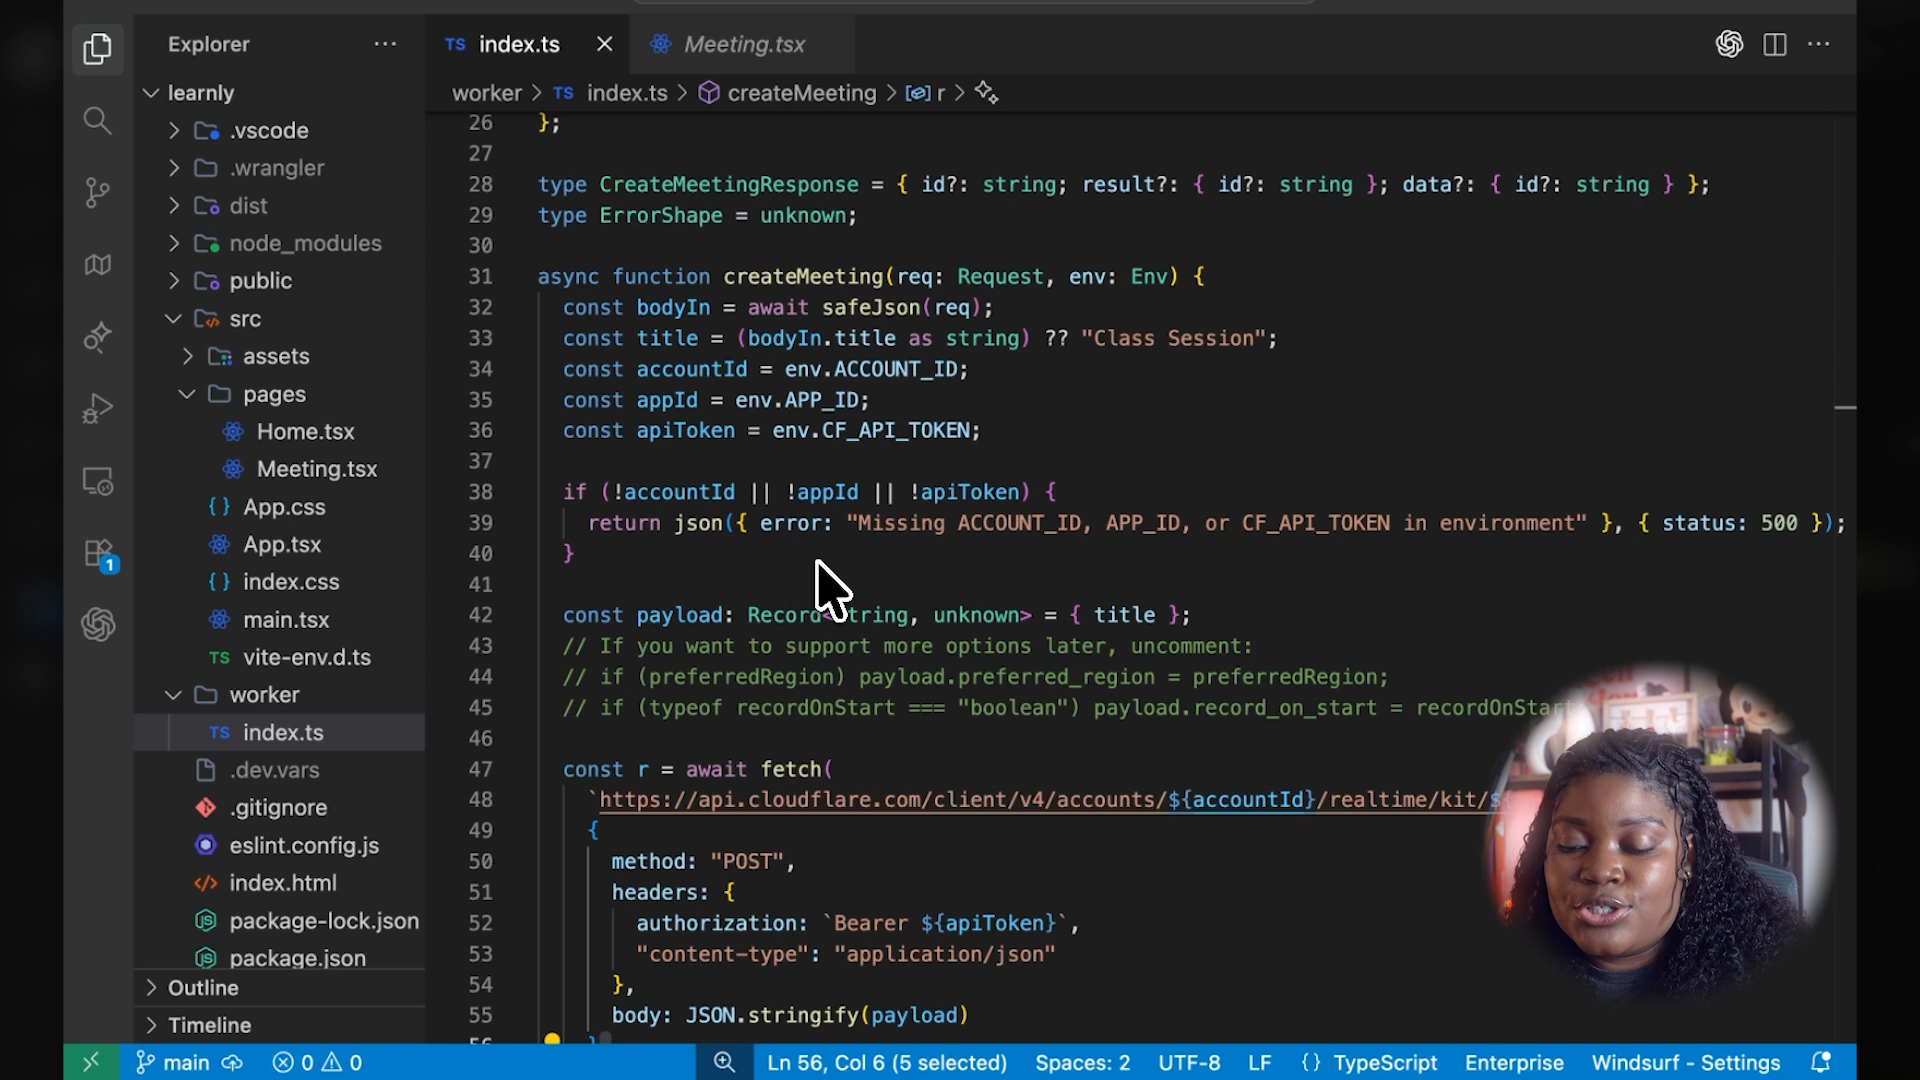 Explorer
TS index.ts
Meeting.tsx
worker > TS index.ts > createMeeting > r >
learnly
.vscode
.wrangler
dist
node_modules
public
src
assets
pages
Home.tsx
Meeting.tsx
{ } App.css
App.tsx
{ } index.css
main.tsx
TS vite-env.d.ts
worker
TS index.ts
.dev.vars
.gitignore
eslint.config.js
index.html
package-lock.json
package.json
Outline
Timeline
1
26 };
27
28 type CreateMeetingResponse = { id?: string; result?: { id?: string }; data?: { id?: string } };
29 type ErrorShape = unknown;
30
31 async function createMeeting(req: Request, env: Env) {
32 const bodyIn = await safeJson(req);
33 const title = (bodyIn.title as string) ?? "Class Session";
34 const accountId = env.ACCOUNT_ID;
35 const appId = env.APP_ID;
36 const apiToken = env.CF_API_TOKEN;
37
38 if (!accountId || !appId || !apiToken) {
39 return json({ error: "Missing ACCOUNT_ID, APP_ID, or CF_API_TOKEN in environment" }, { status: 500 });
40 }
41
42 const payload: Record<string, unknown> = { title };
43 // If you want to support more options later, uncomment:
44 // if (preferredRegion) payload.preferred_region = preferredRegion;
45 // if (typeof recordOnStart === "boolean") payload.record_on_start = recordOnStart
46
47 const r = await fetch(
48 `https://api.cloudflare.com/client/v4/accounts/${accountId}/realtime/kit/$
49 {
50 method: "POST",
51 headers: {
52 authorization: `Bearer ${apiToken}`,
53 "content-type": "application/json"
54 },
55 body: JSON.stringify(payload)
main
0 0
Ln 56, Col 6 (5 selected)
Spaces: 2
UTF-8
LF
{ } TypeScript
Enterprise
Windsurf - Settings